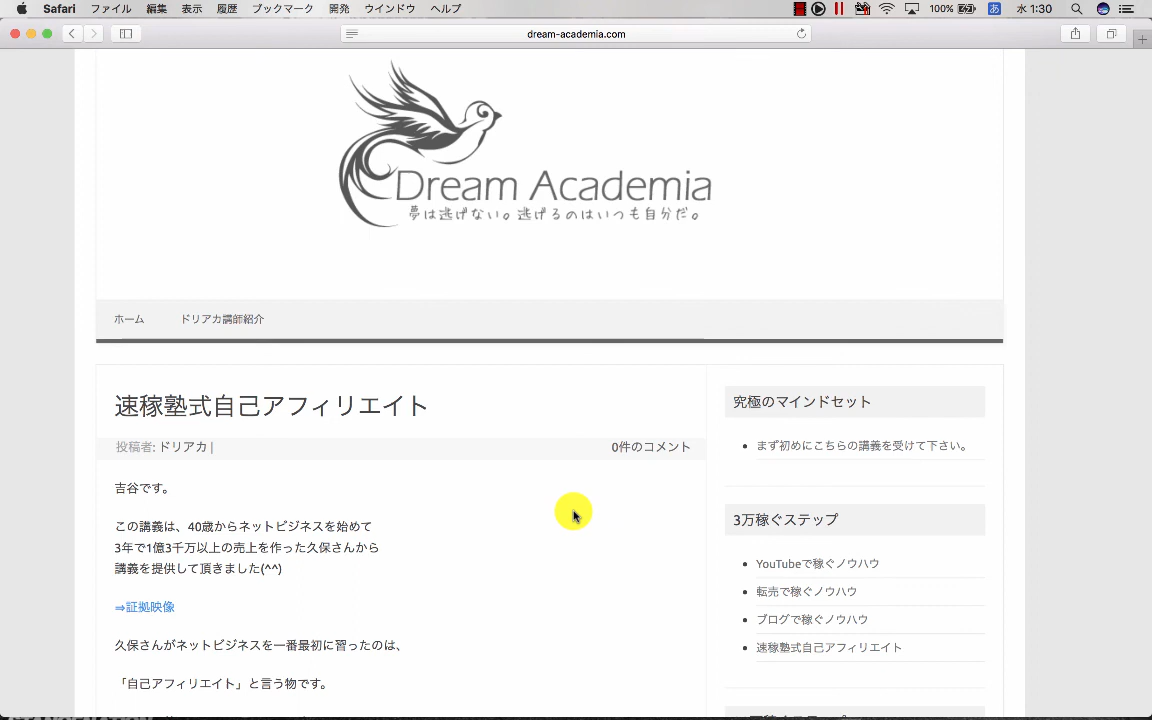 Safari ファイル 編集 表示 履歴 ブックマーク 開発 ウインドウ ヘルプ 100% あ 水 1:30
dream-academia.com
Dream Academia
夢は逃げない。逃げるのはいつも自分だ。
ホーム ドリアカ講師紹介
速稼塾式自己アフィリエイト
投稿者: ドリアカ | 0件のコメント
吉谷です。
この講義は、40歳からネットビジネスを始めて
3年で1億3千万以上の売上を作った久保さんから
講義を提供して頂きました(^^)
⇒証拠映像
久保さんがネットビジネスを一番最初に習ったのは、
「自己アフィリエイト」と言う物です。
究極のマインドセット
まず初めにこちらの講義を受けて下さい。
3万稼ぐステップ
YouTubeで稼ぐノウハウ
転売で稼ぐノウハウ
ブログで稼ぐノウハウ
速稼塾式自己アフィリエイト